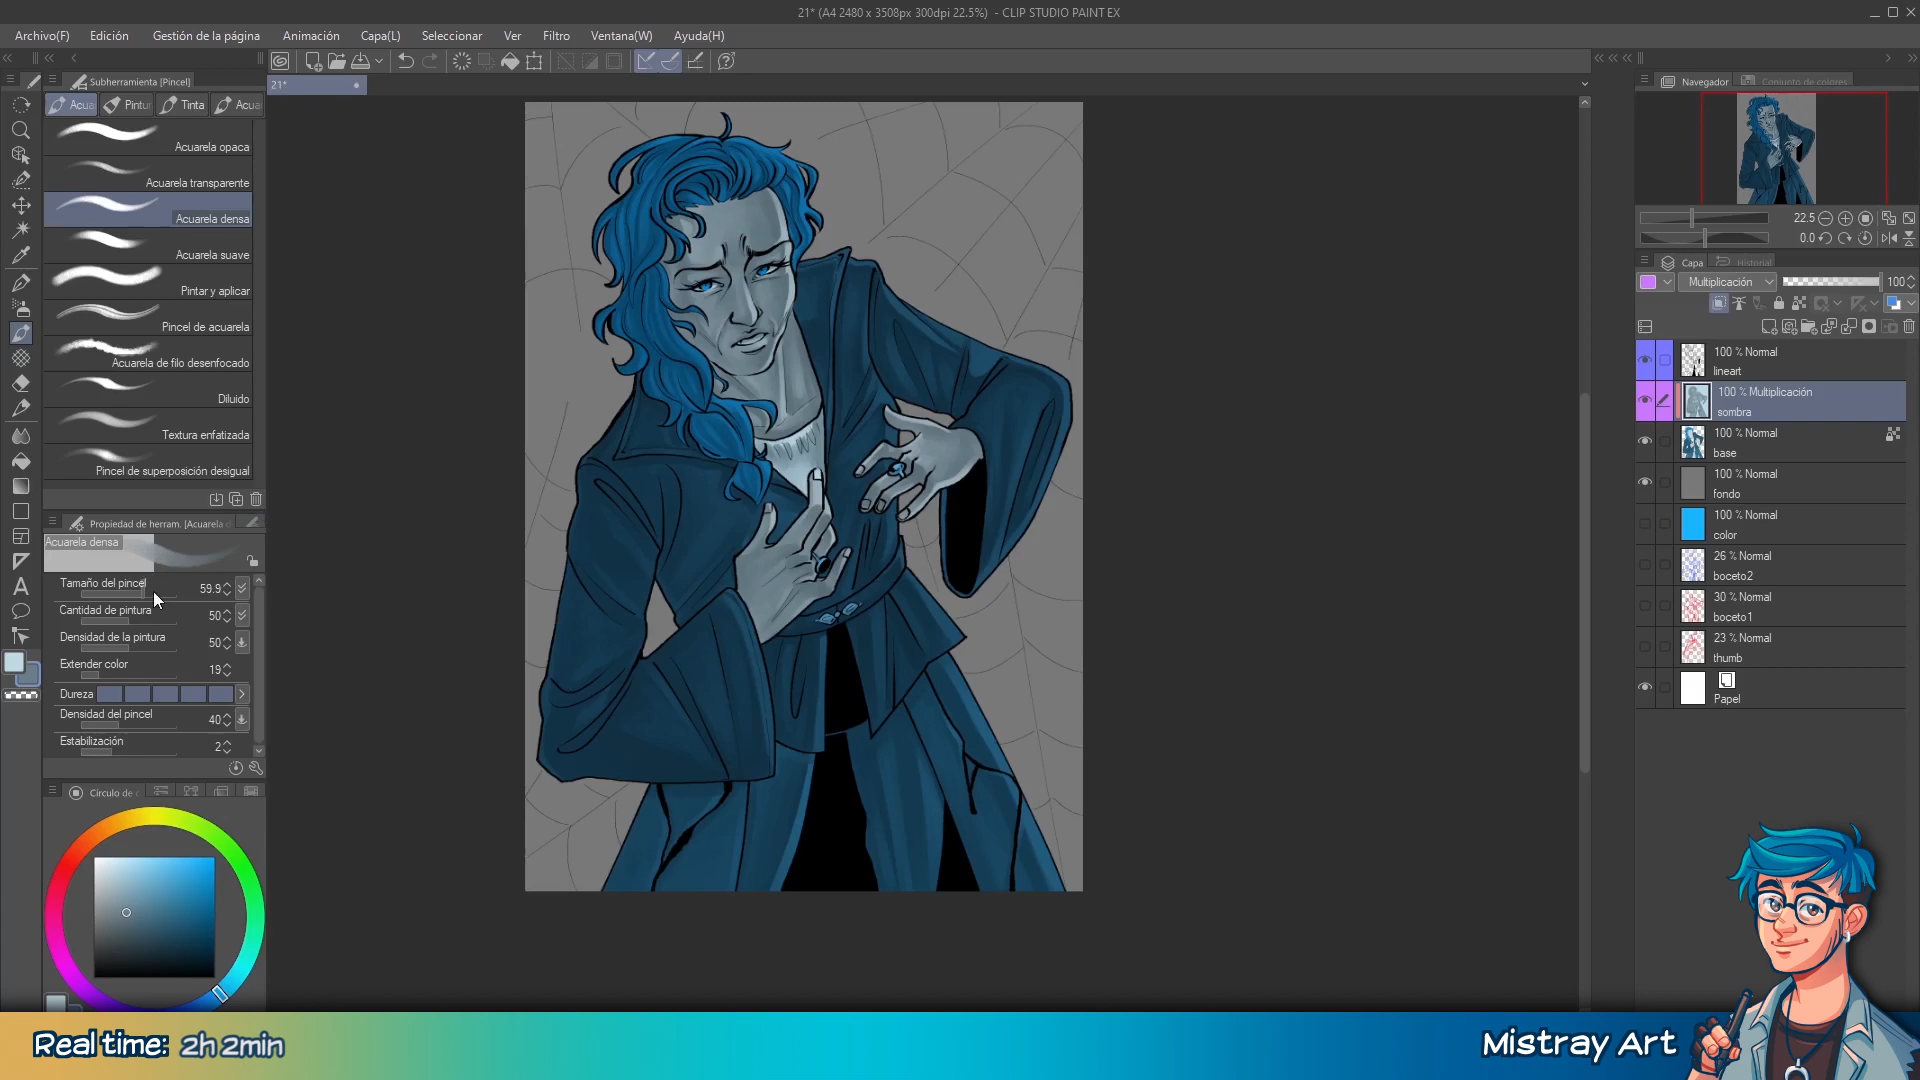 21* (A4 2480 x 3508px 300dpi 22.5%) - CLIP STUDIO PAINT EX
Archivo(F) Edición Gestión de la página Animación Capa(L) Seleccionar Ver Filtro Ventana(W) Ayuda(H)
Subherramienta [Pincel]
21*
Navegador Conjunto de colores
Acua Pintur Tinta Acua
Acuarela opaca
Acuarela transparente
Acuarela densa
Acuarela suave
Pintar y aplicar
Pincel de acuarela
Acuarela de filo desenfocado
Diluido
Textura enfatizada
Pincel de superposición desigual
Propiedad de herram. [Acuarela d
Acuarela densa
Tamaño del pincel 59.9
Cantidad de pintura 50
Densidad de la pintura 50
Extender color 19
Dureza
Densidad del pincel 40
Estabilización 2
Círculo de c
22.5
0.0
Capa Historial
Multiplicación 100
100 % Normal
lineart
100 % Multiplicación
sombra
100 % Normal
base
100 % Normal
fondo
100 % Normal
color
26 % Normal
boceto2
30 % Normal
boceto1
23 % Normal
thumb
Papel
Real time: 2h 2min
Mistray Art